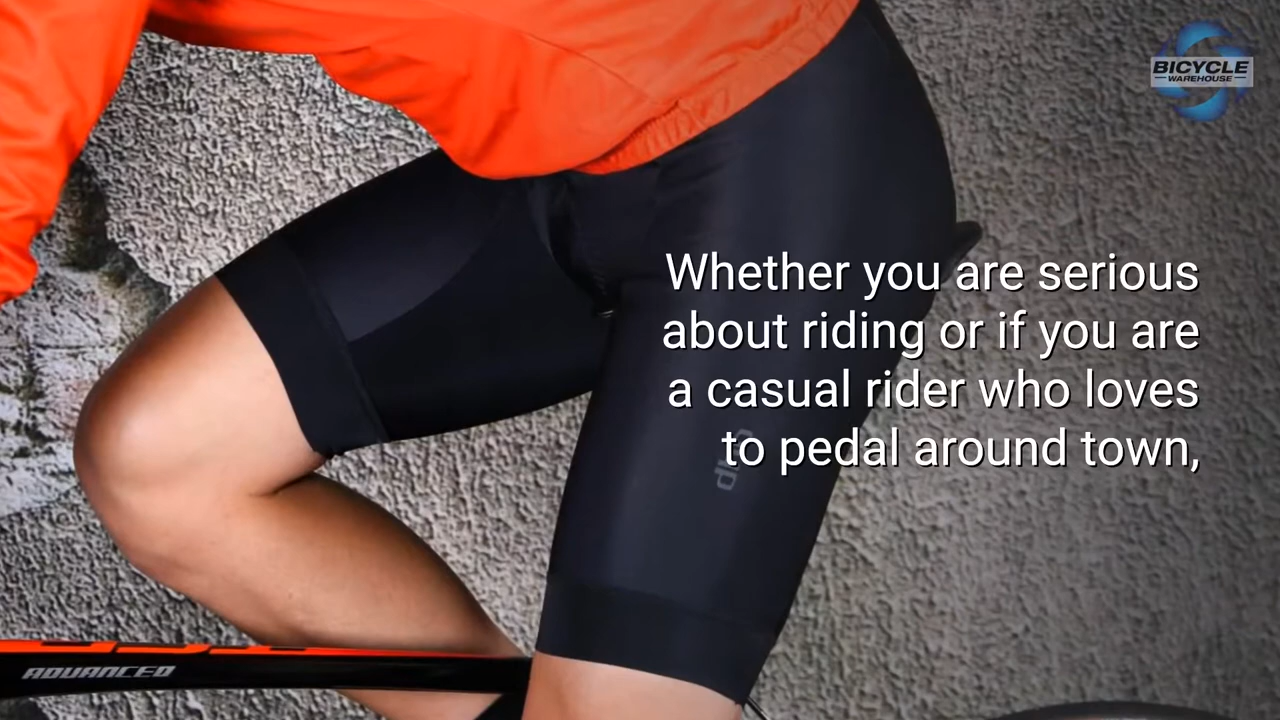 BICYCLE
WAREHOUSE
Whether you are serious
about riding or if you are
a casual rider who loves
to pedal around town,
ADVANCED